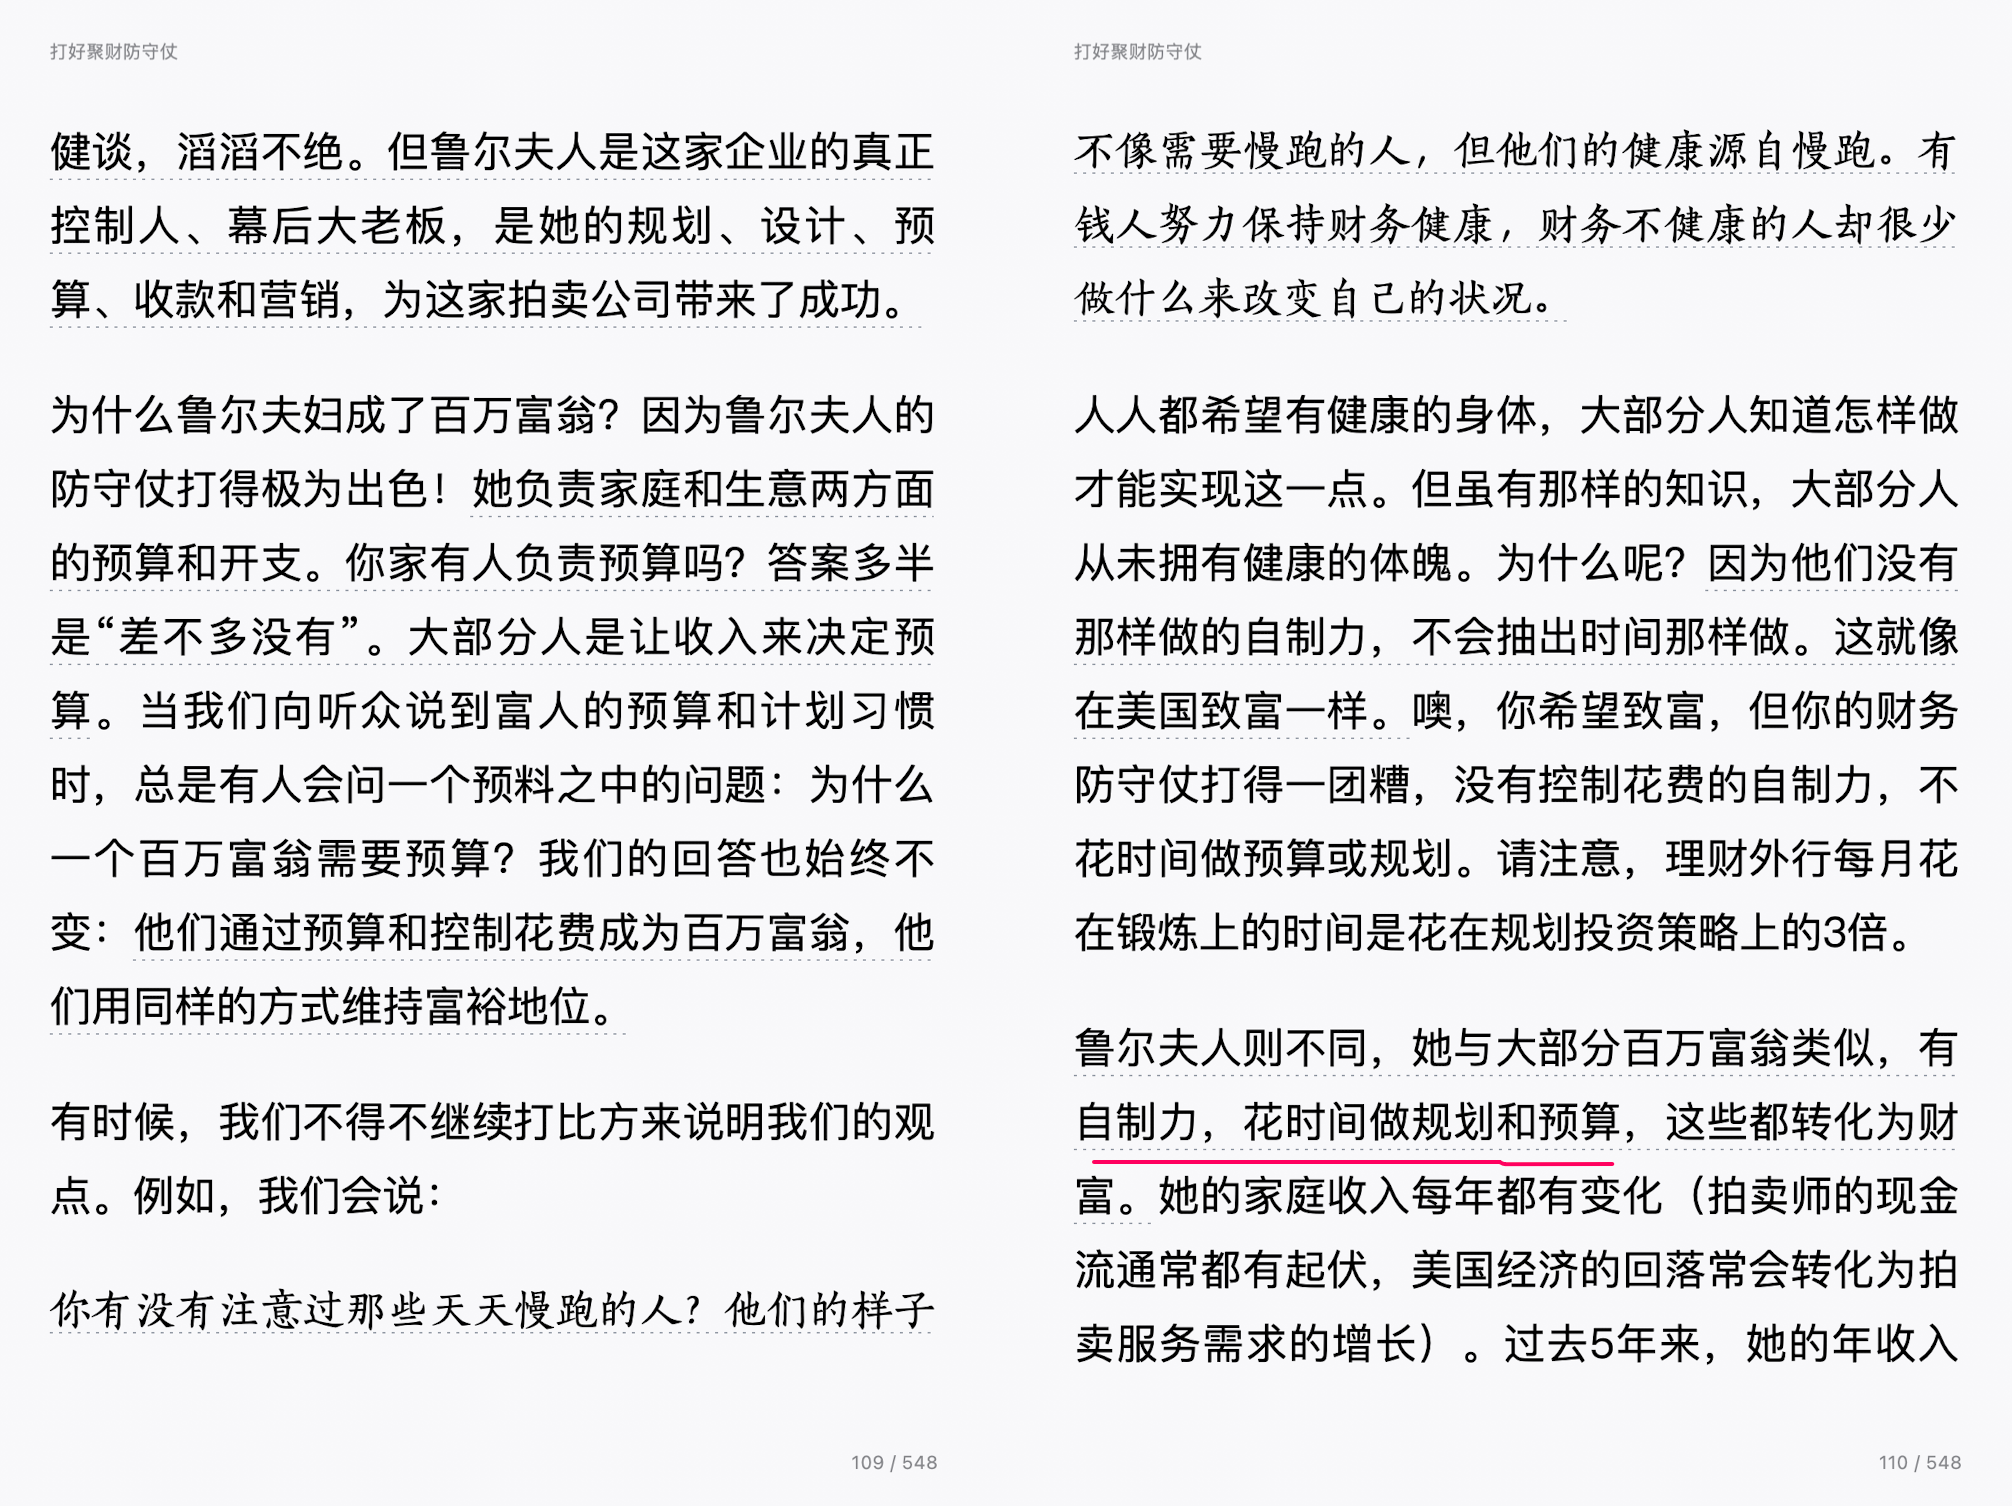 打好聚财防守仗
健谈，滔滔不绝。但鲁尔夫人是这家企业的真正
控制人、幕后大老板，是她的规划、设计、预
算、收款和营销，为这家拍卖公司带来了成功。
为什么鲁尔夫妇成了百万富翁？因为鲁尔夫人的
防守仗打得极为出色！她负责家庭和生意两方面
的预算和开支。你家有人负责预算吗？答案多半
是“差不多没有”。大部分人是让收入来决定预
算。当我们向听众说到富人的预算和计划习惯
时，总是有人会问一个预料之中的问题：为什么
一个百万富翁需要预算？我们的回答也始终不
变：他们通过预算和控制花费成为百万富翁，他
们用同样的方式维持富裕地位。
有时候，我们不得不继续打比方来说明我们的观
点。例如，我们会说：
你有没有注意过那些天天慢跑的人？他们的样子
109 / 548
打好聚财防守仗
不像需要慢跑的人，但他们的健康源自慢跑。有
钱人努力保持财务健康，财务不健康的人却很少
做什么来改变自己的状况。
人人都希望有健康的身体，大部分人知道怎样做
才能实现这一点。但虽有那样的知识，大部分人
从未拥有健康的体魄。为什么呢？因为他们没有
那样做的自制力，不会抽出时间那样做。这就像
在美国致富一样。噢，你希望致富，但你的财务
防守仗打得一团糟，没有控制花费的自制力，不
花时间做预算或规划。请注意，理财外行每月花
在锻炼上的时间是花在规划投资策略上的3倍。
鲁尔夫人则不同，她与大部分百万富翁类似，有
自制力，花时间做规划和预算，这些都转化为财
富。她的家庭收入每年都有变化（拍卖师的现金
流通常都有起伏，美国经济的回落常会转化为拍
卖服务需求的增长）。过去5年来，她的年收入
110 / 548